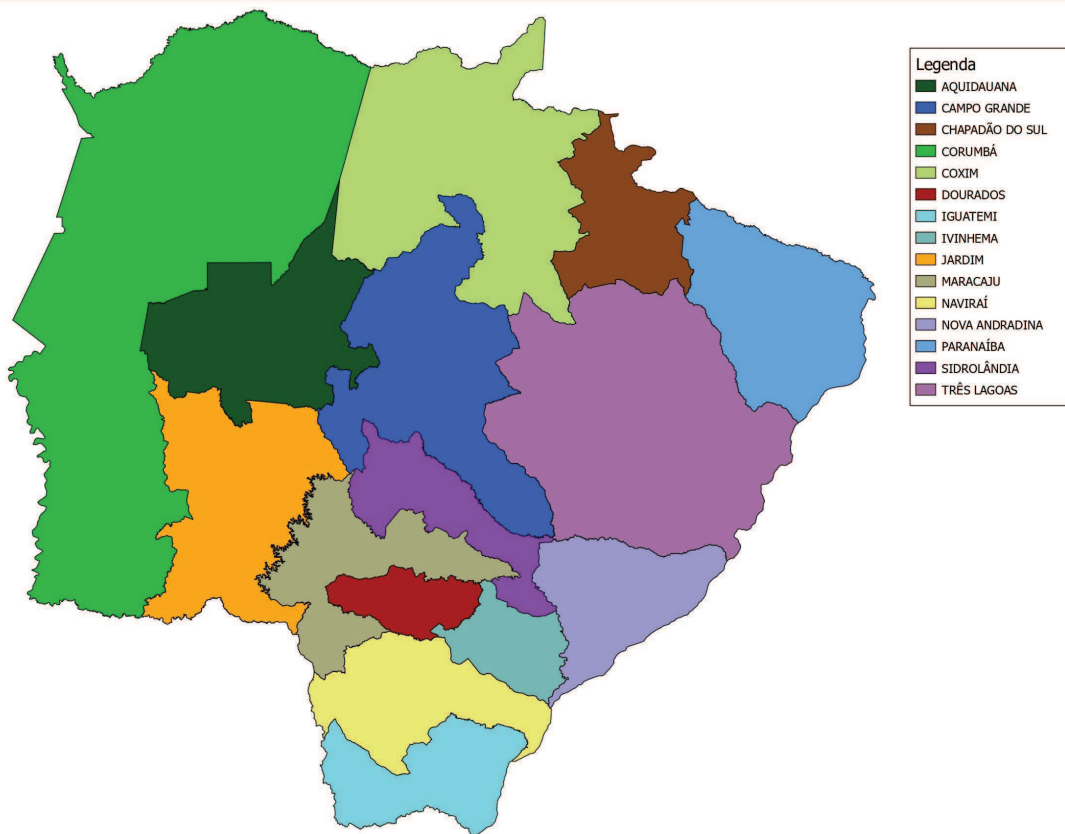 Legenda
AQUIDAUANA
CAMPO GRANDE
CHAPADÃO DO SUL
CORUMBÁ
COXIM
DOURADOS
IGUATEMI
IVINHEMA
JARDIM
MARACAJU
NAVIRAÍ
NOVA ANDRADINA
PARANAÍBA
SIDROLÂNDIA
TRÊS LAGOAS